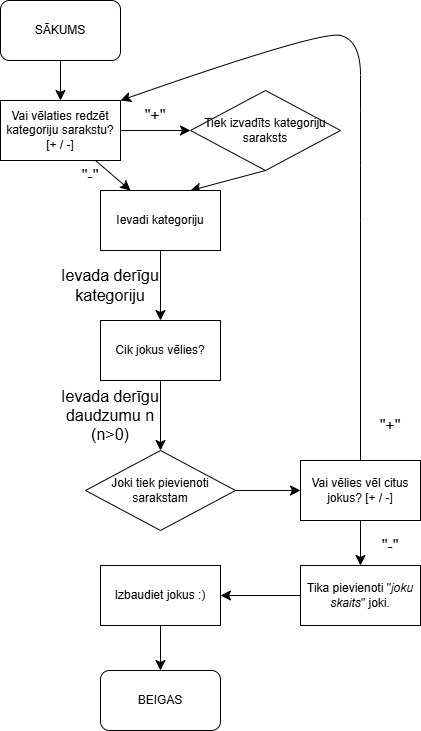 SĀKUMS
Vai vēlaties redzēt
kategoriju sarakstu?
[+ / -]
"+"
Tiek izvadīts kategoriju
saraksts
"-"
Ievadi kategoriju
Ievada derīgu
kategoriju
Cik jokus vēlies?
Ievada derīgu
daudzumu n
(n>0)
Joki tiek pievienoti
sarakstam
"+"
Vai vēlies vēl citus
jokus? [+ / -]
"-"
Tika pievienoti "joku
skaits" joki.
Izbaudiet jokus :)
BEIGAS